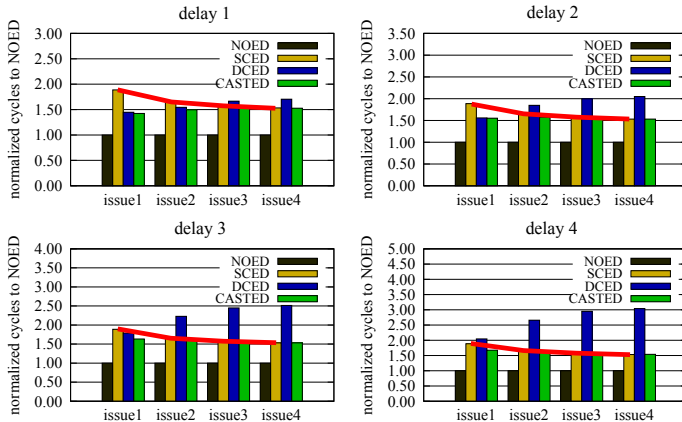 delay 1
normalized cycles to NOED
3.00
2.50
2.00
1.50
1.00
0.50
0.00
NOED
SCED
DCED
CASTED
issue1 issue2 issue3 issue4
delay 2
normalized cycles to NOED
3.50
3.00
2.50
2.00
1.50
1.00
0.50
0.00
NOED
SCED
DCED
CASTED
issue1 issue2 issue3 issue4
delay 3
normalized cycles to NOED
4.00
3.50
3.00
2.50
2.00
1.50
1.00
0.50
0.00
NOED
SCED
DCED
CASTED
issue1 issue2 issue3 issue4
delay 4
normalized cycles to NOED
5.00
4.50
4.00
3.50
3.00
2.50
2.00
1.50
1.00
0.50
0.00
NOED
SCED
DCED
CASTED
issue1 issue2 issue3 issue4